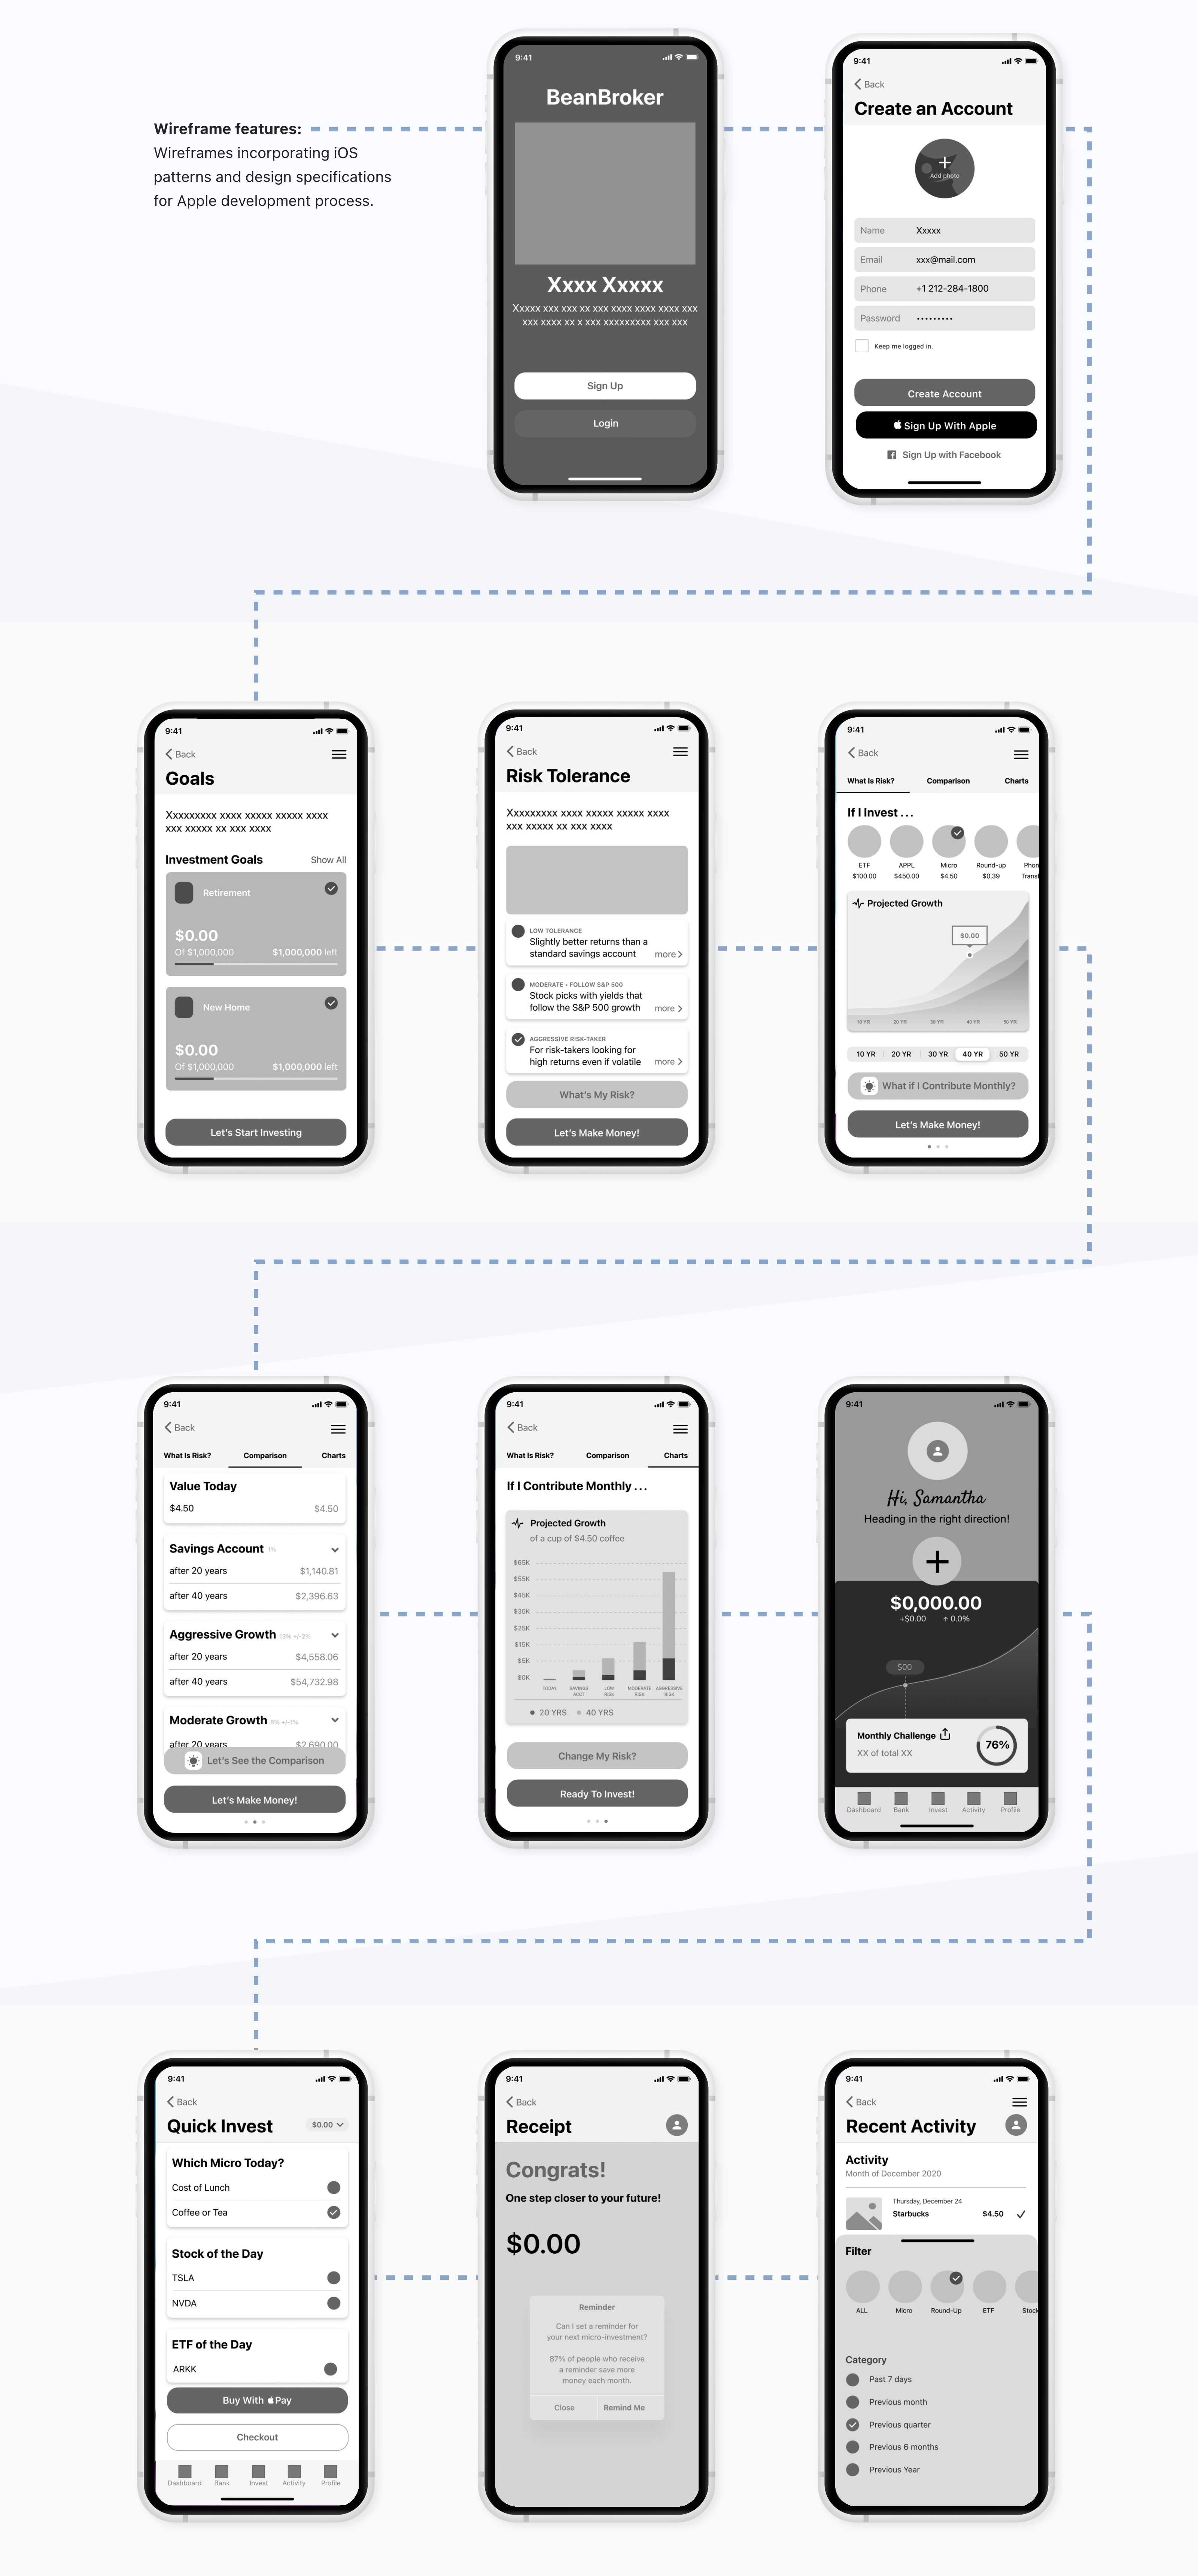 Wireframe features:
Wireframes incorporating iOS
patterns and design specifications
for Apple development process.
9:41
BeanBroker
Xxxx Xxxxx
Xxxxx xxx xxx xx xxx xxxx xxxx xxxx xxx
xxx xxxx xx x xxx xxxxxxxxx xxx xxx
Sign Up
Login
9:41
Back
Create an Account
Add photo
Name Xxxxx
Email xxx@mail.com
Phone +1 212-284-1800
Password •••••••••
Keep me logged in.
Create Account
Sign Up With Apple
Sign Up with Facebook
9:41
Back
Goals
Xxxxxxxxx xxxx xxxxx xxxxx xxxx
xxx xxxxx xx xxx xxxx
Investment Goals Show All
Retirement
$0.00
Of $1,000,000 $1,000,000 left
New Home
$0.00
Of $1,000,000 $1,000,000 left
Let's Start Investing
9:41
Back
Risk Tolerance
Xxxxxxxxx xxxx xxxxx xxxxx xxxx
xxx xxxxx xx xxx xxxx
LOW TOLERANCE
Slightly better returns than a
standard savings account more
MODERATE • FOLLOW S&P 500
Stock picks with yields that
follow the S&P 500 growth more
AGGRESSIVE RISK-TAKER
For risk-takers looking for
high returns even if volatile more
What's My Risk?
Let's Make Money!
9:41
Back
What Is Risk? Comparison Charts
If I Invest . . .
ETF APPL Micro Round-up Phon
$100.00 $450.00 $4.50 $0.39 Transf
Projected Growth
$0.00
10 YR 20 YR 30 YR 40 YR 50 YR
10 YR 20 YR 30 YR 40 YR 50 YR
What if I Contribute Monthly?
Let's Make Money!
9:41
Back
What Is Risk? Comparison Charts
Value Today
$4.50 $4.50
Savings Account 1%
after 20 years $1,140.81
after 40 years $2,396.63
Aggressive Growth 13% +/-2%
after 20 years $4,558.06
after 40 years $54,732.98
Moderate Growth 8% +/-1%
after 20 years $2,690.00
Let's See the Comparison
Let's Make Money!
9:41
Back
What Is Risk? Comparison Charts
If I Contribute Monthly . . .
Projected Growth
of a cup of $4.50 coffee
$65K
$55K
$45K
$35K
$25K
$15K
$5K
$0K
TODAY SAVINGS LOW MODERATE AGGRESSIVE
ACCT RISK RISK RISK
20 YRS 40 YRS
Change My Risk?
Ready To Invest!
9:41
Hi, Samantha
Heading in the right direction!
$0,000.00
+$0.00 ↑ 0.0%
$00
Monthly Challenge
XX of total XX
76%
Dashboard Bank Invest Activity Profile
9:41
Back
Quick Invest $0.00
Which Micro Today?
Cost of Lunch
Coffee or Tea
Stock of the Day
TSLA
NVDA
ETF of the Day
ARKK
Buy With Pay
Checkout
Dashboard Bank Invest Activity Profile
9:41
Back
Receipt
Congrats!
One step closer to your future!
$0.00
Reminder
Can I set a reminder for
your next micro-investment?
87% of people who receive
a reminder save more
money each month.
Close Remind Me
9:41
Back
Recent Activity
Activity
Month of December 2020
Thursday, December 24
Starbucks $4.50
Filter
ALL Micro Round-Up ETF Stock
Category
Past 7 days
Previous month
Previous quarter
Previous 6 months
Previous Year